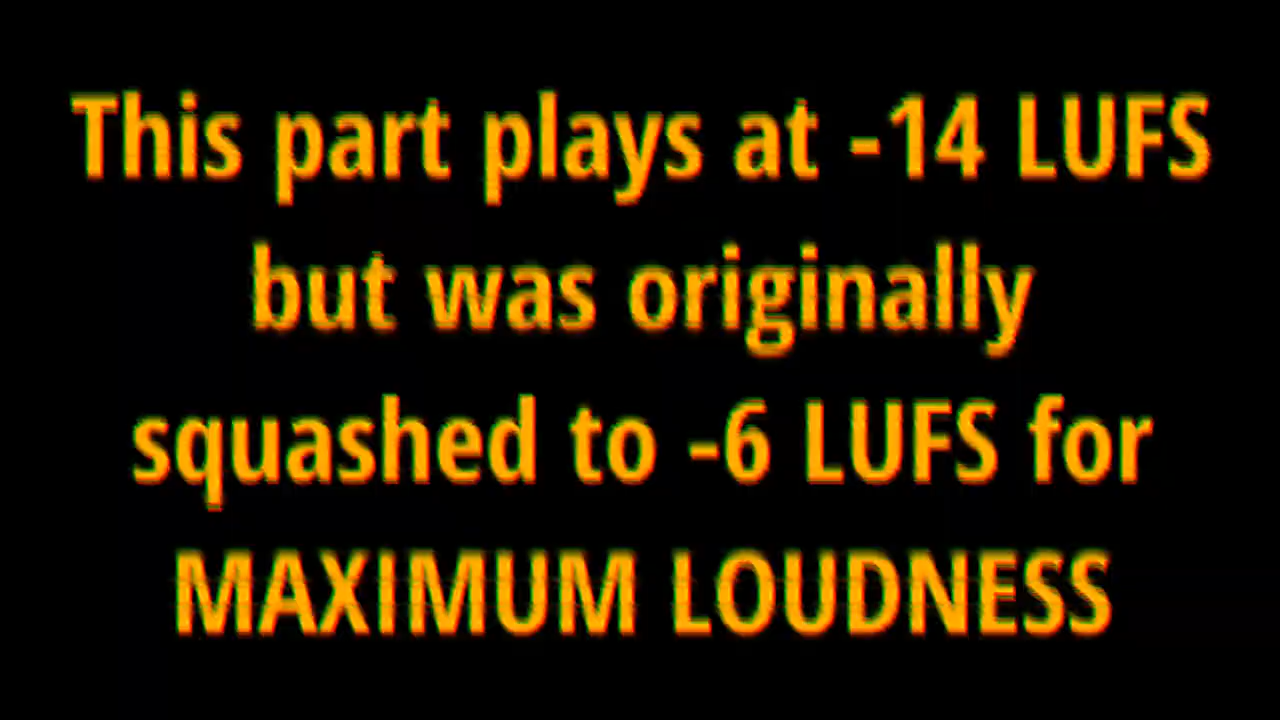 This part plays at -14 LUFS
but was originally
squashed to -6 LUFS for
MAXIMUM LOUDNESS